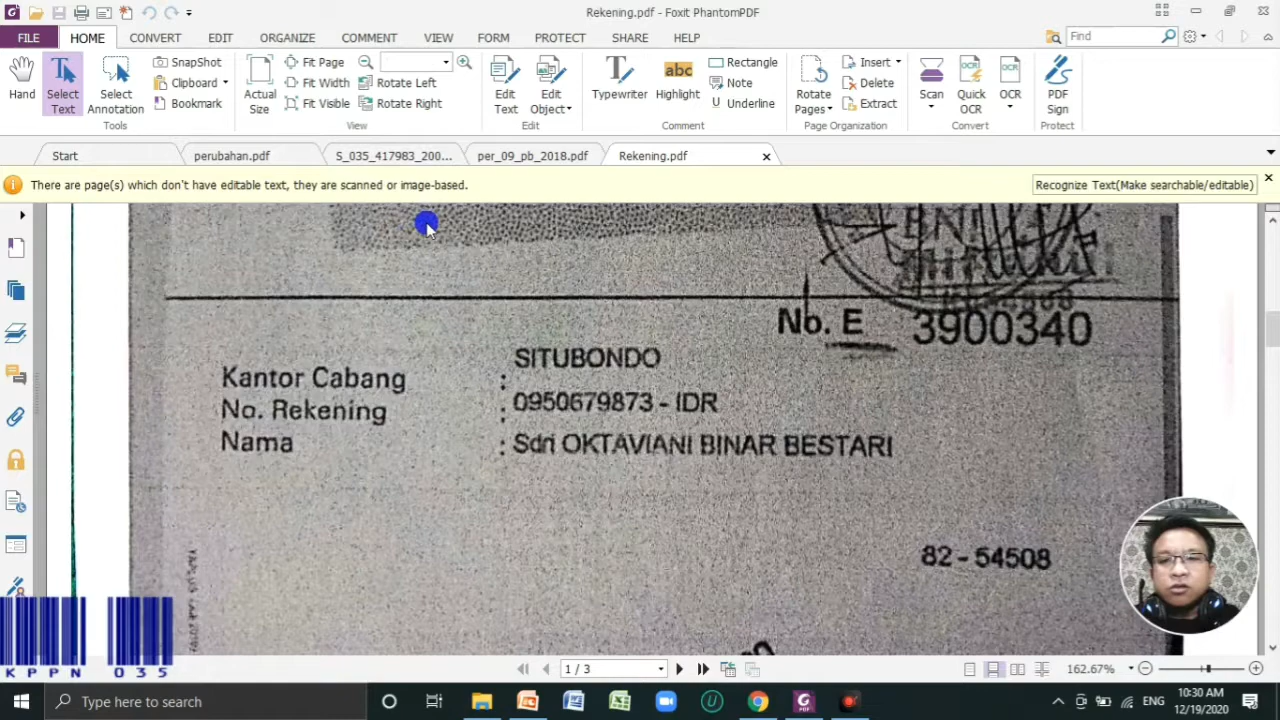 Rekening.pdf - Foxit PhantomPDF
FILE HOME CONVERT EDIT ORGANIZE COMMENT VIEW FORM PROTECT SHARE HELP
Find
Hand
Select Text
Select Annotation
SnapShot
Clipboard
Bookmark
Tools
Actual Size
Fit Page
Fit Width
Fit Visible
Rotate Left
Rotate Right
View
Edit Text
Edit Object
Edit
Typewriter
Highlight
Rectangle
Note
Underline
Comment
Rotate Pages
Insert
Delete
Extract
Page Organization
Scan
Quick OCR
OCR
Convert
PDF Sign
Protect
Start perubahan.pdf S_035_417983_200... per_09_pb_2018.pdf Rekening.pdf
There are page(s) which don't have editable text, they are scanned or image-based.
Recognize Text(Make searchable/editable)
BNI
No. E 3900340
Kantor Cabang : SITUBONDO
No. Rekening : 0950679873 - IDR
Nama : Sdri OKTAVIANI BINAR BESTARI
82 - 54508
KPPN 035
1 / 3
162.67%
Type here to search
ENG
10:30 AM
12/19/2020